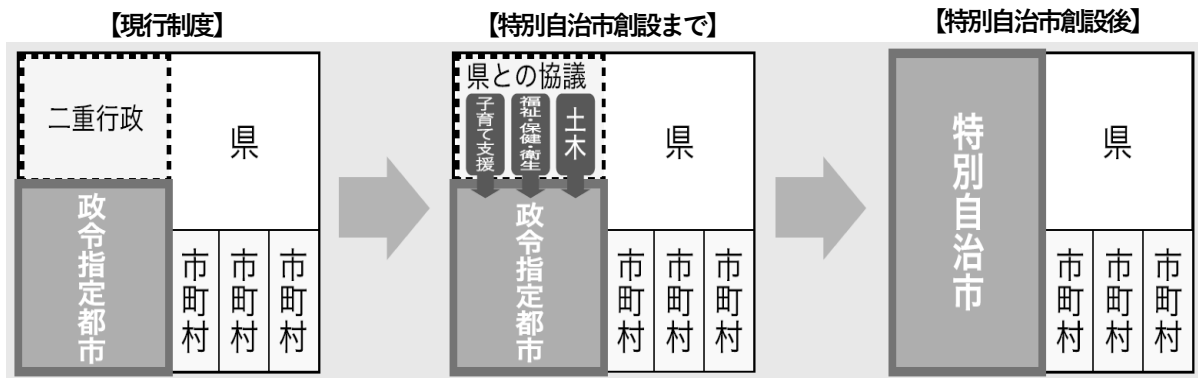 【現行制度】
二重行政
県
政令指定都市
市町村
市町村
市町村
【特別自治市創設まで】
県との協議
子育て支援
福祉・保健・衛生
土木
県
政令指定都市
市町村
市町村
市町村
【特別自治市創設後】
特別自治市
県
市町村
市町村
市町村